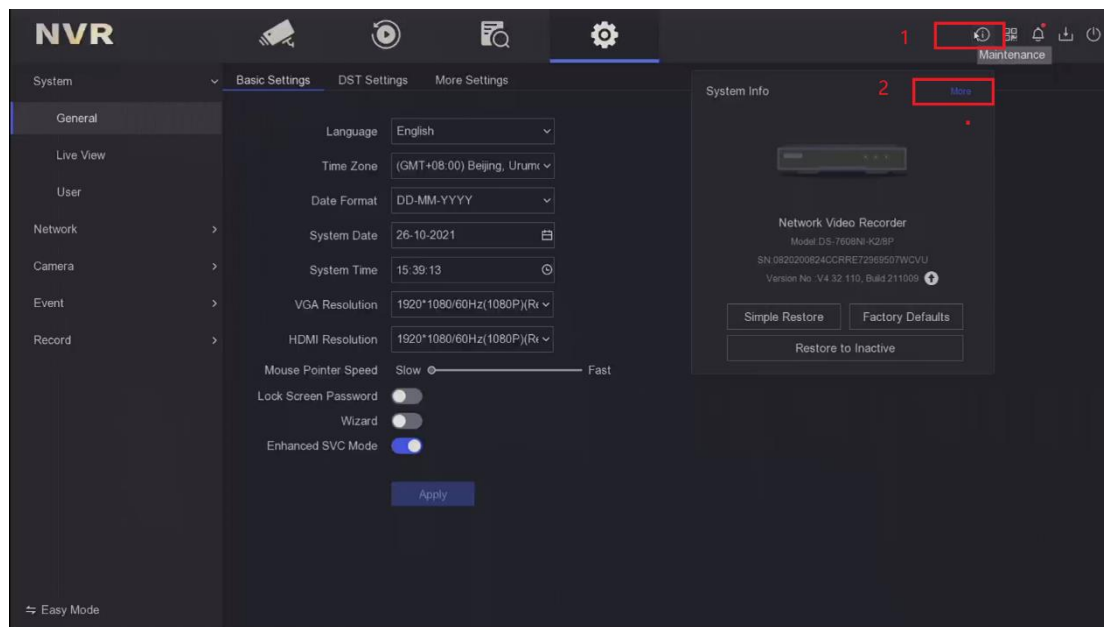 NVR
1
Maintenance
System
General
Live View
User
Network
Camera
Event
Record
Easy Mode
Basic Settings DST Settings More Settings
Language English
Time Zone (GMT+08:00) Beijing, Urumc
Date Format DD-MM-YYYY
System Date 26-10-2021
System Time 15:39:13
VGA Resolution 1920*1080/60Hz(1080P)(Re
HDMI Resolution 1920*1080/60Hz(1080P)(Re
Mouse Pointer Speed Slow Fast
Lock Screen Password
Wizard
Enhanced SVC Mode
Apply
System Info 2 More
Network Video Recorder
Model:DS-7608NI-K2/8P
SN:0820200824CCRRE72969507WCVU
Version No.:V4.32.110, Build 211009
Simple Restore Factory Defaults
Restore to Inactive